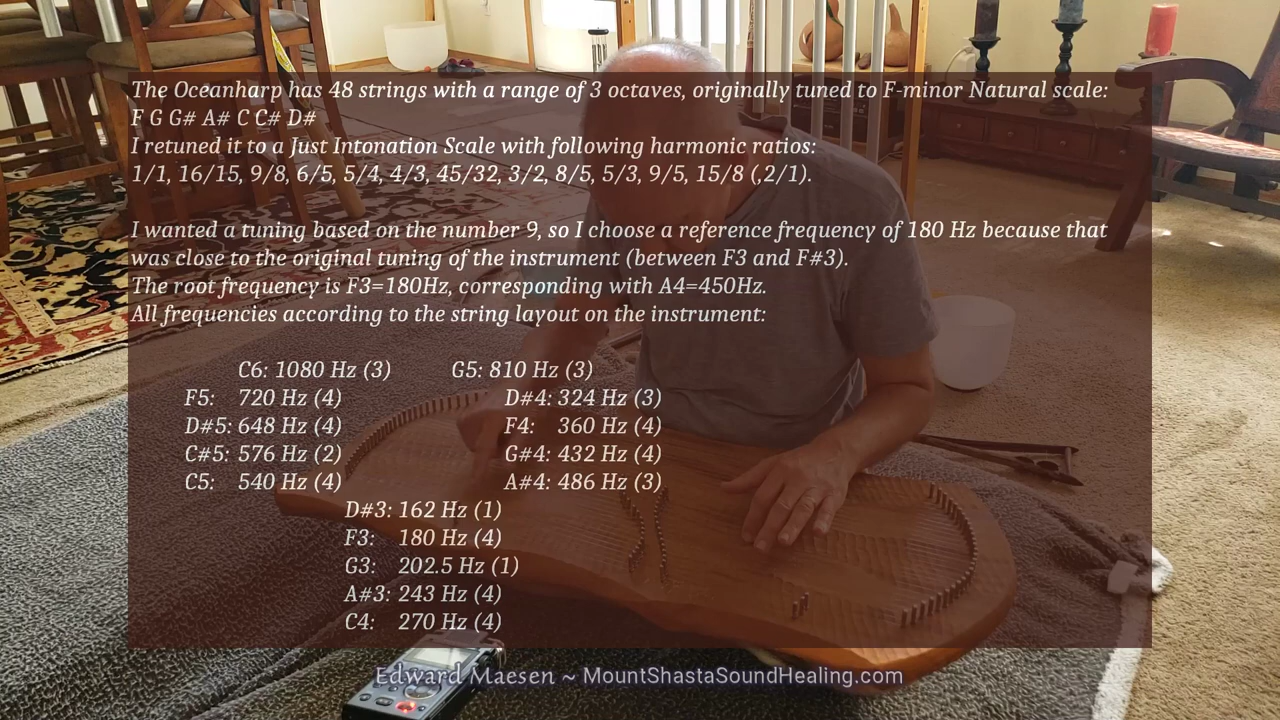 The Oceanharp has 48 strings with a range of 3 octaves, originally tuned to F-minor Natural scale:
F G G# A# C C# D#
I retuned it to a Just Intonation Scale with following harmonic ratios:
1/1, 16/15, 9/8, 6/5, 5/4, 4/3, 45/32, 3/2, 8/5, 5/3, 9/5, 15/8 (,2/1).
I wanted a tuning based on the number 9, so I choose a reference frequency of 180 Hz because that
was close to the original tuning of the instrument (between F3 and F#3).
The root frequency is F3=180Hz, corresponding with A4=450Hz.
All frequencies according to the string layout on the instrument:
C6: 1080 Hz (3) G5: 810 Hz (3)
F5: 720 Hz (4) D#4: 324 Hz (3)
D#5: 648 Hz (4) F4: 360 Hz (4)
C#5: 576 Hz (2) G#4: 432 Hz (4)
C5: 540 Hz (4) A#4: 486 Hz (3)
D#3: 162 Hz (1)
F3: 180 Hz (4)
G3: 202.5 Hz (1)
A#3: 243 Hz (4)
C4: 270 Hz (4)
Edward Maesen ~ MountShastaSoundHealing.com